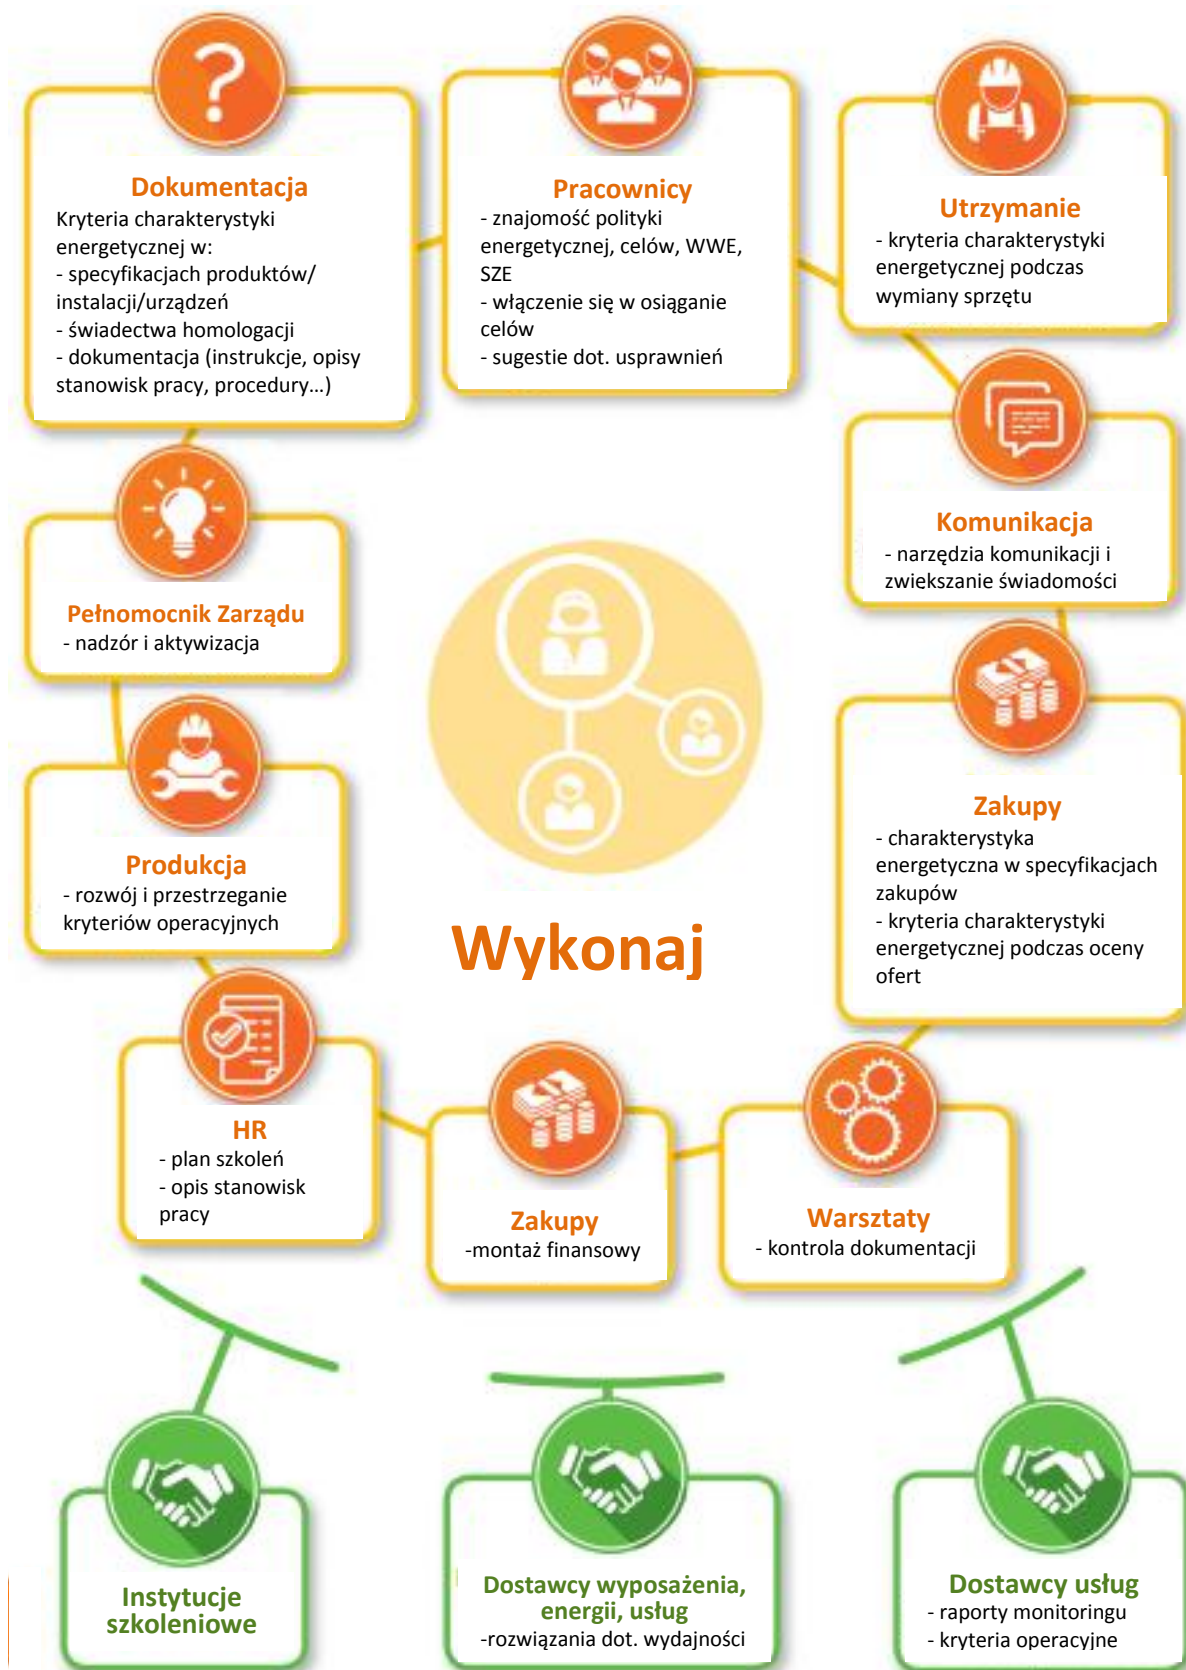 Dokumentacja
Kryteria charakterystyki
energetycznej w:
- specyfikacjach produktów/
instalacji/urządzeń
- świadectwa homologacji
- dokumentacja (instrukcje, opisy
stanowisk pracy, procedury...)
Pracownicy
- znajomość polityki
energetycznej, celów, WWE,
SZE
- włączenie się w osiąganie
celów
- sugestie dot. usprawnień
Utrzymanie
- kryteria charakterystyki
energetycznej podczas
wymiany sprzętu
Komunikacja
- narzędzia komunikacji i
zwiekszanie świadomości
Pełnomocnik Zarządu
- nadzór i aktywizacja
Zakupy
- charakterystyka
energetyczna w specyfikacjach
zakupów
- kryteria charakterystyki
energetycznej podczas oceny
ofert
Produkcja
- rozwój i przestrzeganie
kryteriów operacyjnych
Wykonaj
HR
- plan szkoleń
- opis stanowisk
pracy
Zakupy
-montaż finansowy
Warsztaty
- kontrola dokumentacji
Instytucje
szkoleniowe
Dostawcy wyposażenia,
energii, usług
-rozwiązania dot. wydajności
Dostawcy usług
- raporty monitoringu
- kryteria operacyjne